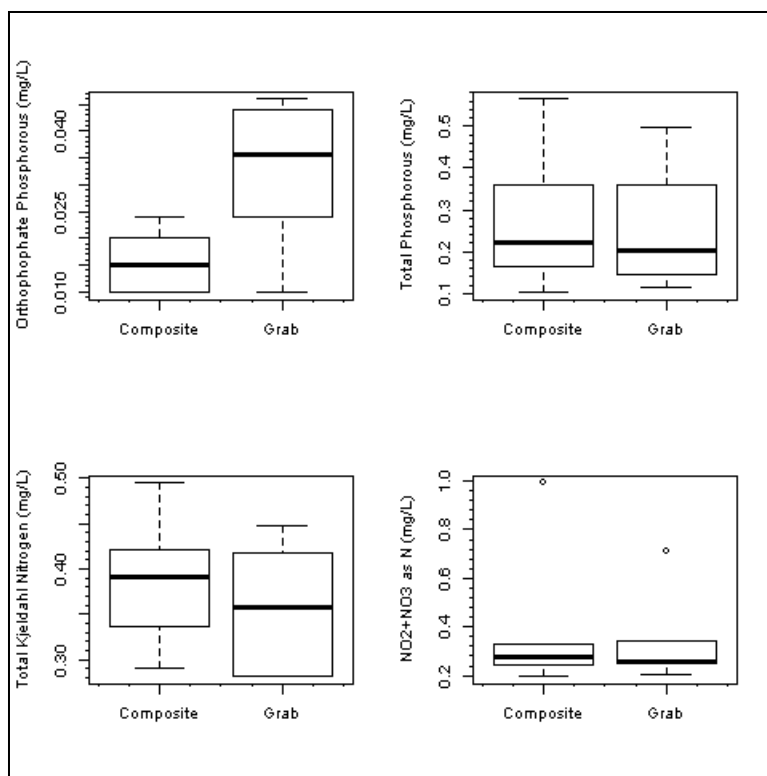 Orthophophate Phosphorous (mg/L)
0.040
0.025
0.010
Composite
Grab
Total Phosphorous (mg/L)
0.5
0.4
0.3
0.2
0.1
Composite
Grab
Total Kjeldahl Nitrogen (mg/L)
0.50
0.40
0.30
Composite
Grab
NO2+NO3 as N (mg/L)
1.0
0.8
0.6
0.4
0.2
Composite
Grab